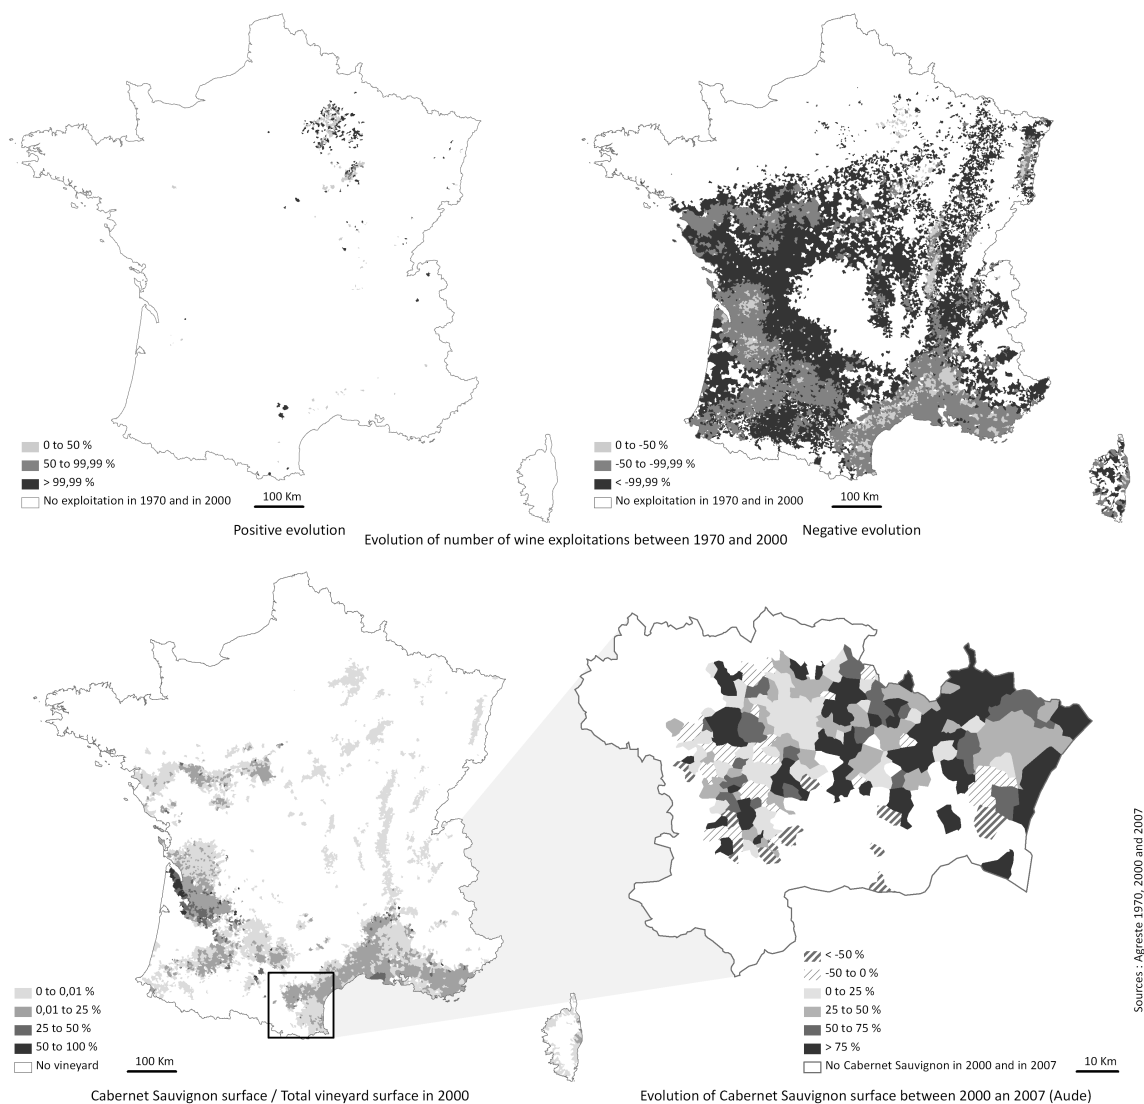 0 to 50 %
50 to 99,99 %
> 99,99 %
No exploitation in 1970 and in 2000
100 Km
Positive evolution
0 to -50 %
-50 to -99,99 %
< -99,99 %
No exploitation in 1970 and in 2000
100 Km
Negative evolution
Evolution of number of wine exploitations between 1970 and 2000
0 to 0,01 %
0,01 to 25 %
25 to 50 %
50 to 100 %
No vineyard
100 Km
Cabernet Sauvignon surface / Total vineyard surface in 2000
< -50 %
-50 to 0 %
0 to 25 %
25 to 50 %
50 to 75 %
> 75 %
No Cabernet Sauvignon in 2000 and in 2007
10 Km
Evolution of Cabernet Sauvignon surface between 2000 an 2007 (Aude)
Sources : Agreste 1970, 2000 and 2007